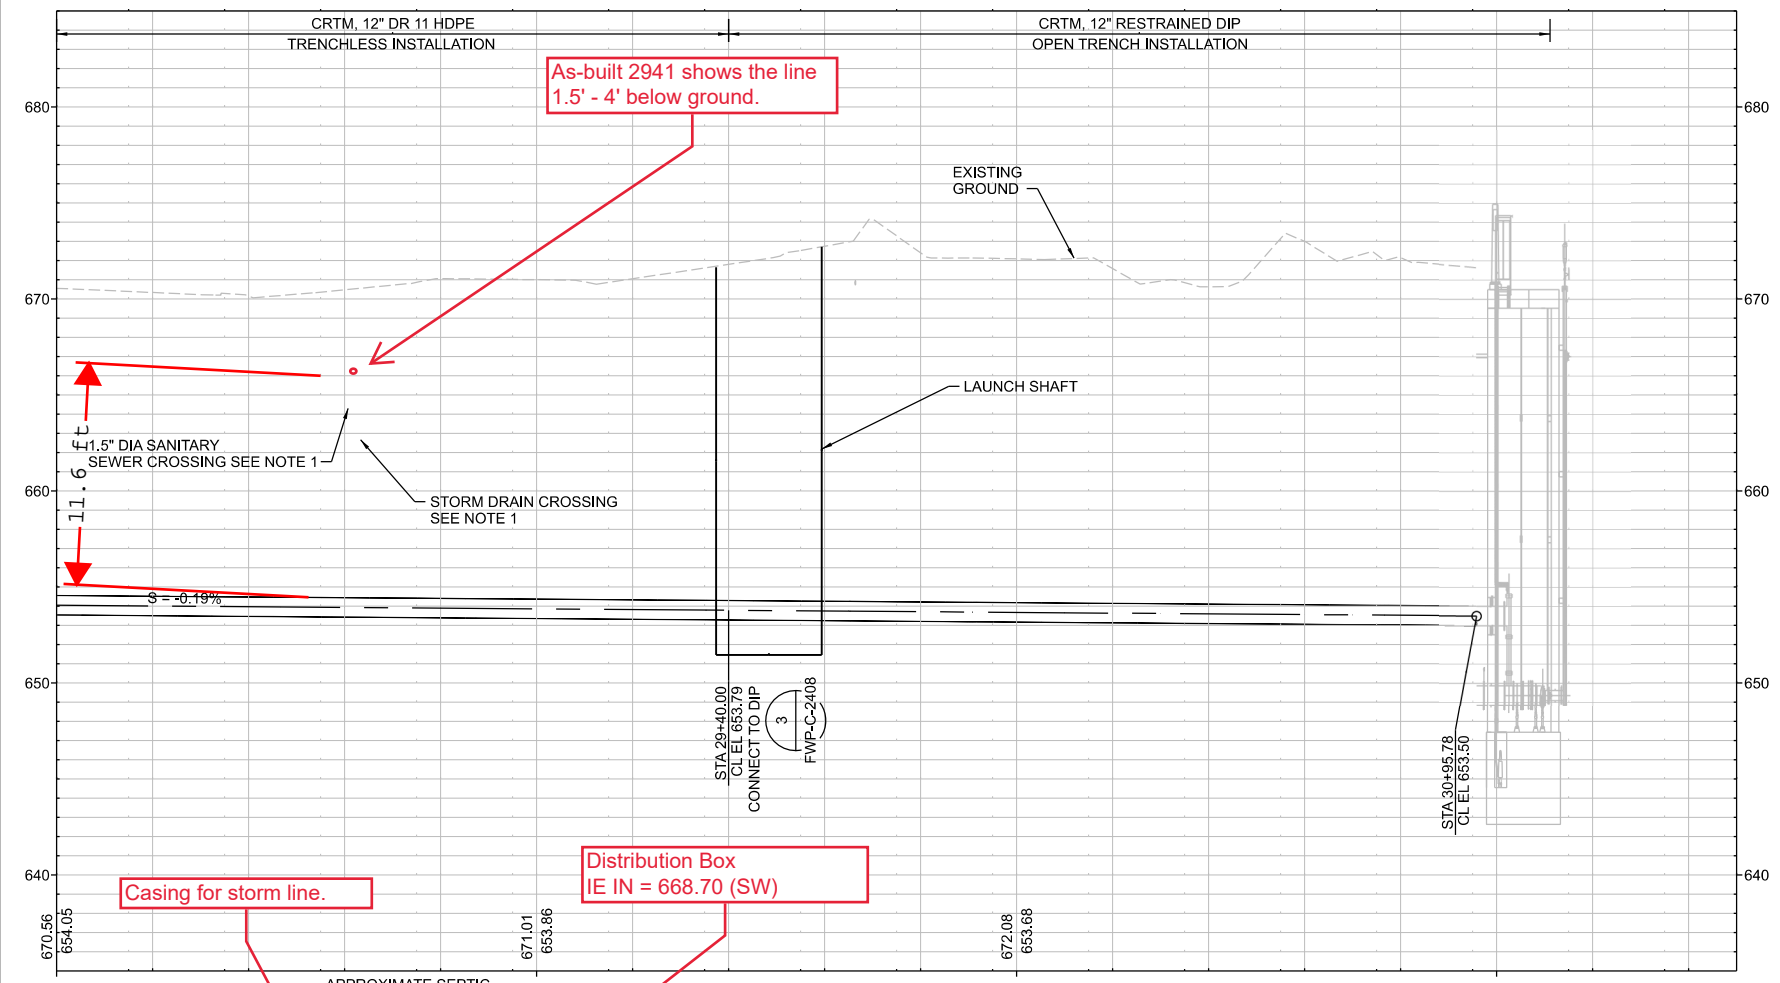 CRTM, 12" DR 11 HDPE
TRENCHLESS INSTALLATION
CRTM, 12" RESTRAINED DIP
OPEN TRENCH INSTALLATION
As-built 2941 shows the line
1.5' - 4' below ground.
680
680
EXISTING
GROUND
670
670
LAUNCH SHAFT
11.6 ft
1.5" DIA SANITARY
SEWER CROSSING SEE NOTE 1
STORM DRAIN CROSSING
SEE NOTE 1
660
660
S = -0.19%
650
650
STA 29+40.00
CL EL 653.79
CONNECT TO DIP
3
FWP-C-2408
STA 30+95.78
CL EL 653.50
640
640
Casing for storm line.
Distribution Box
IE IN = 668.70 (SW)
670.56
654.05
671.01
653.86
672.08
653.68
APPROXIMATE SEPTIC